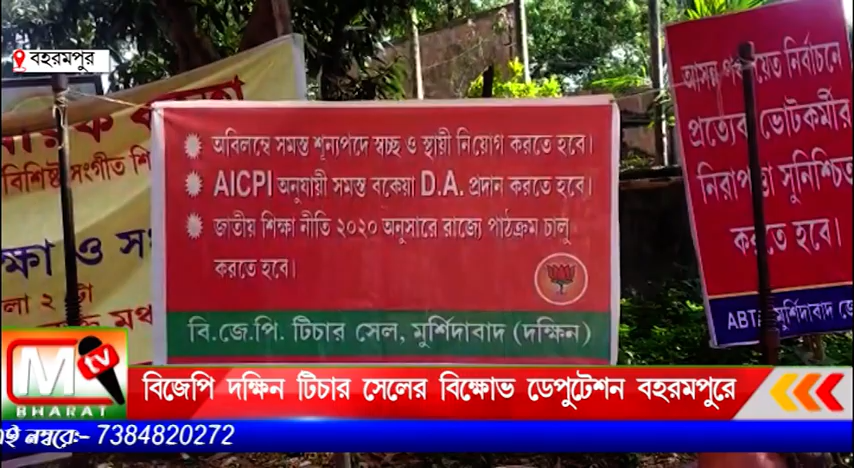 বহরমপুর
বিশিষ্ট সংগীত শি
ক্ষা ও
অবিলম্বে সমস্ত শূন্যপদে স্বচ্ছ ও স্থায়ী নিয়োগ করতে হবে।
AICPI অনুযায়ী সমস্ত বকেয়া D.A. প্রদান করতে হবে।
জাতীয় শিক্ষা নীতি ২০২০ অনুসারে রাজ্যে পাঠক্রম চালু
করতে হবে।
বি.জে.পি. টিচার সেল, মুর্শিদাবাদ (দক্ষিন)
আসন্ন পঞ্চায়েত নির্বাচনে
প্রত্যেক ভোটকর্মীর
নিরাপত্তা সুনিশ্চিত
করতে হবে।
ABTA মুর্শিদাবাদ জে
M tv
BHARAT
বিজেপি দক্ষিন টিচার সেলের বিক্ষোভ ডেপুটেশন বহরমপুরে
এই নম্বরে:- 7384820272